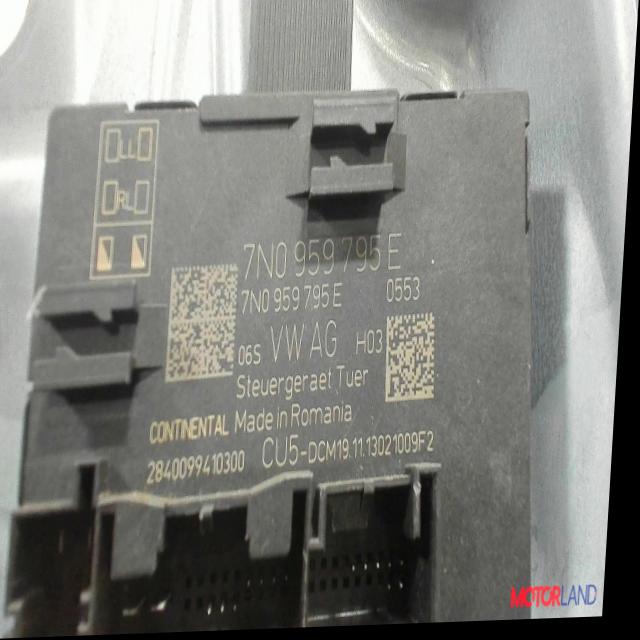 E
R
7N0 959 795 E
7N0 959 795 E 0553
06S VW AG H03
Steuergeraet Tuer
CONTINENTAL Made in Romania
2840099410300 CU5-DCM19.11.13021009F2
MOTORLAND